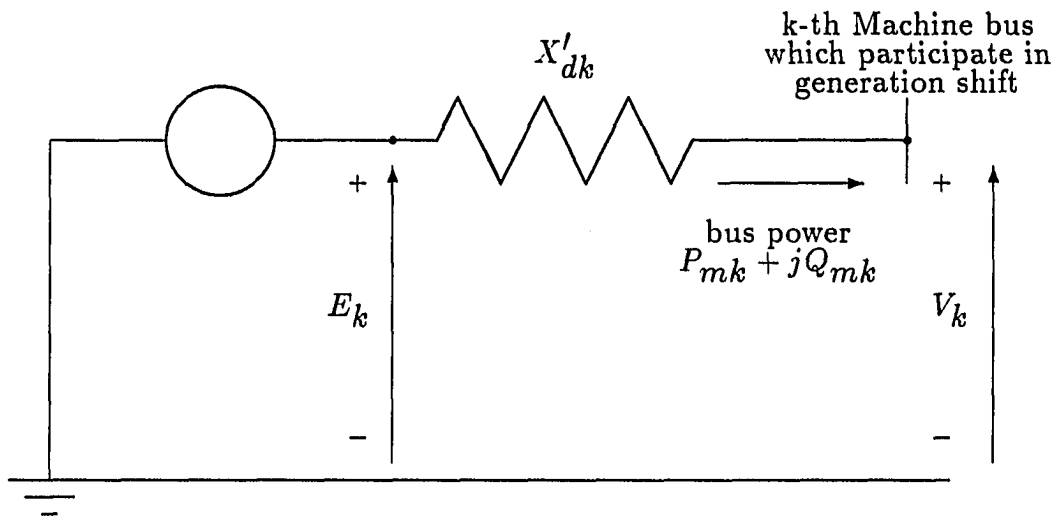 k-th Machine bus
which participate in
generation shift
X'dk
+
+
bus power
Pmk + jQmk
Ek
Vk
−
−